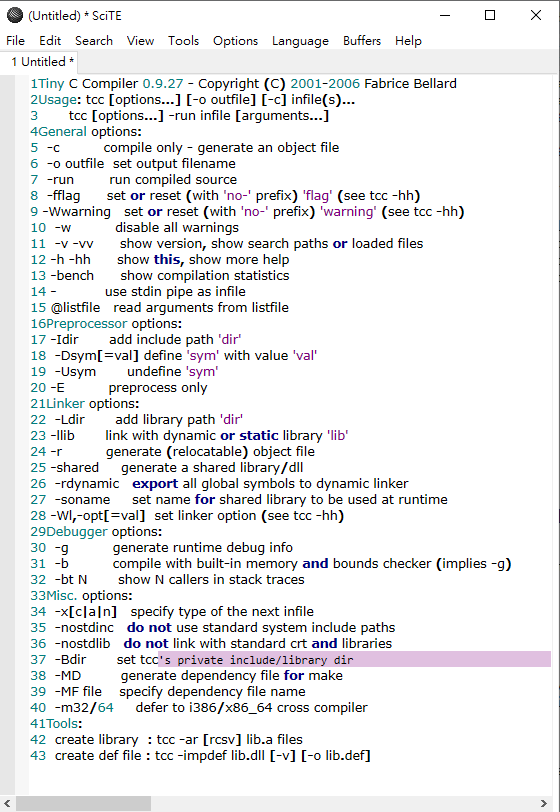 (Untitled) * SciTE
File Edit Search View Tools Options Language Buffers Help
1 Untitled *
1Tiny C Compiler 0.9.27 - Copyright (C) 2001-2006 Fabrice Bellard
2Usage: tcc [options...] [-o outfile] [-c] infile(s)...
3 tcc [options...] -run infile [arguments...]
4General options:
5 -c compile only - generate an object file
6 -o outfile set output filename
7 -run run compiled source
8 -fflag set or reset (with 'no-' prefix) 'flag' (see tcc -hh)
9 -Wwarning set or reset (with 'no-' prefix) 'warning' (see tcc -hh)
10 -w disable all warnings
11 -v -vv show version, show search paths or loaded files
12 -h -hh show this, show more help
13 -bench show compilation statistics
14 - use stdin pipe as infile
15 @listfile read arguments from listfile
16Preprocessor options:
17 -Idir add include path 'dir'
18 -Dsym[=val] define 'sym' with value 'val'
19 -Usym undefine 'sym'
20 -E preprocess only
21Linker options:
22 -Ldir add library path 'dir'
23 -llib link with dynamic or static library 'lib'
24 -r generate (relocatable) object file
25 -shared generate a shared library/dll
26 -rdynamic export all global symbols to dynamic linker
27 -soname set name for shared library to be used at runtime
28 -Wl,-opt[=val] set linker option (see tcc -hh)
29Debugger options:
30 -g generate runtime debug info
31 -b compile with built-in memory and bounds checker (implies -g)
32 -bt N show N callers in stack traces
33Misc. options:
34 -x[c|a|n] specify type of the next infile
35 -nostdinc do not use standard system include paths
36 -nostdlib do not link with standard crt and libraries
37 -Bdir set tcc's private include/library dir
38 -MD generate dependency file for make
39 -MF file specify dependency file name
40 -m32/64 defer to i386/x86_64 cross compiler
41Tools:
42 create library : tcc -ar [rcsv] lib.a files
43 create def file : tcc -impdef lib.dll [-v] [-o lib.def]